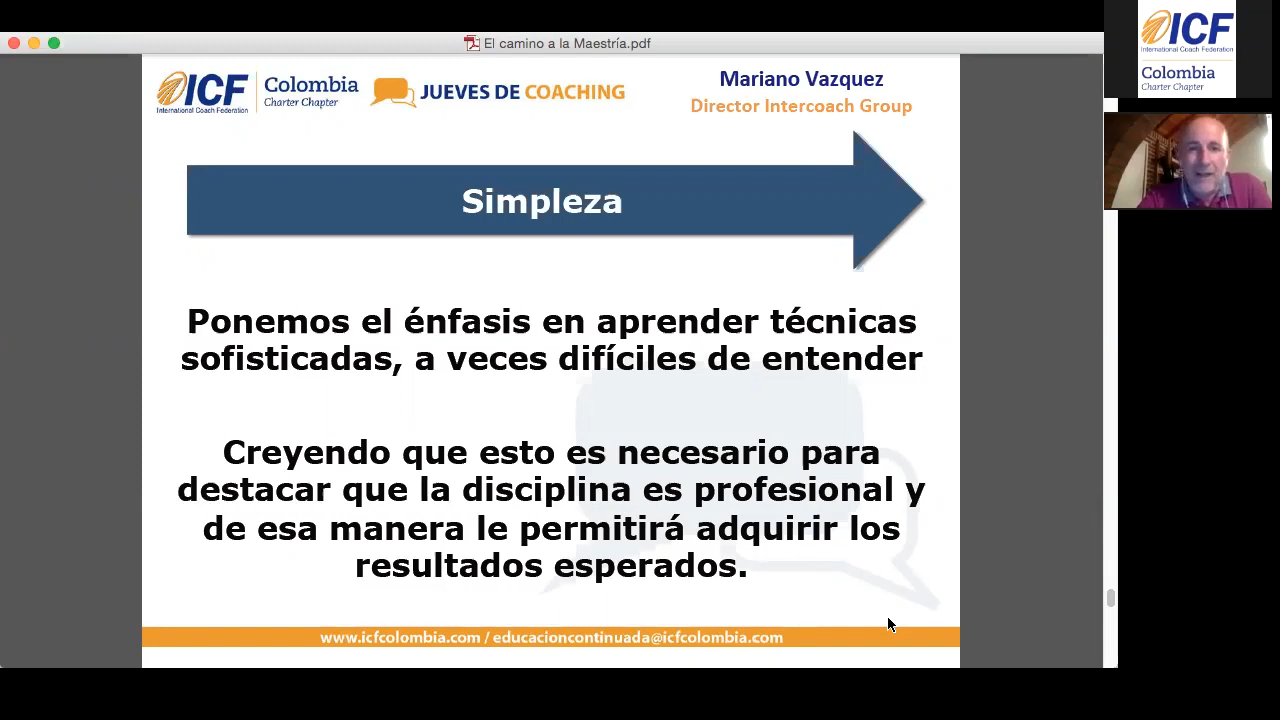 El camino a la Maestría.pdf
ICF
International Coach Federation
Colombia
Charter Chapter
JUEVES DE COACHING
Mariano Vazquez
Director Intercoach Group
Simpleza
Ponemos el énfasis en aprender técnicas
sofisticadas, a veces difíciles de entender
Creyendo que esto es necesario para
destacar que la disciplina es profesional y
de esa manera le permitirá adquirir los
resultados esperados.
www.icfcolombia.com / educacioncontinuada@icfcolombia.com
ICF
International Coach Federation
Colombia
Charter Chapter